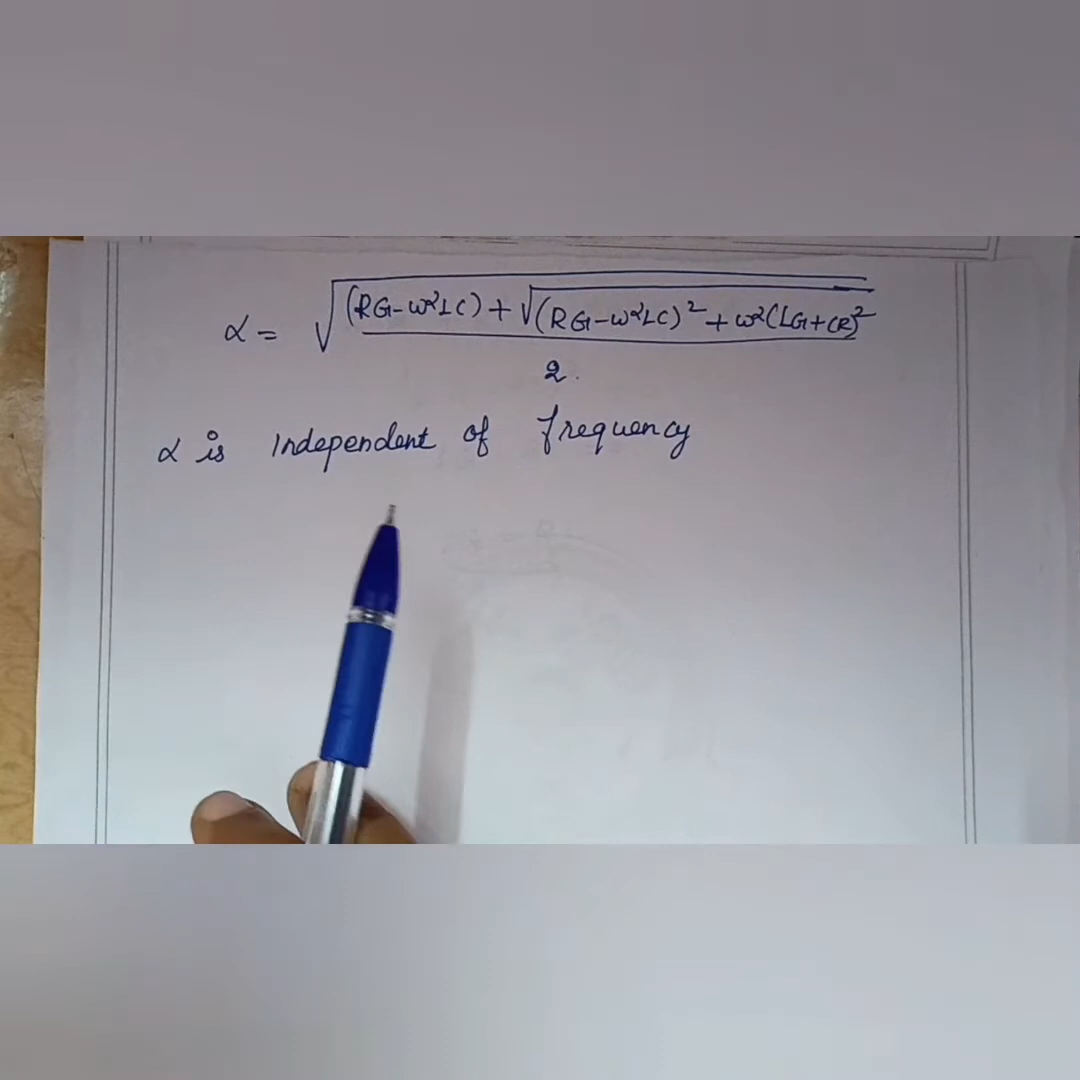 α = √(RG-ω²LC) + √(RG-ω²LC)² + ω²(LG+CR)²
2.
α is independent of frequency